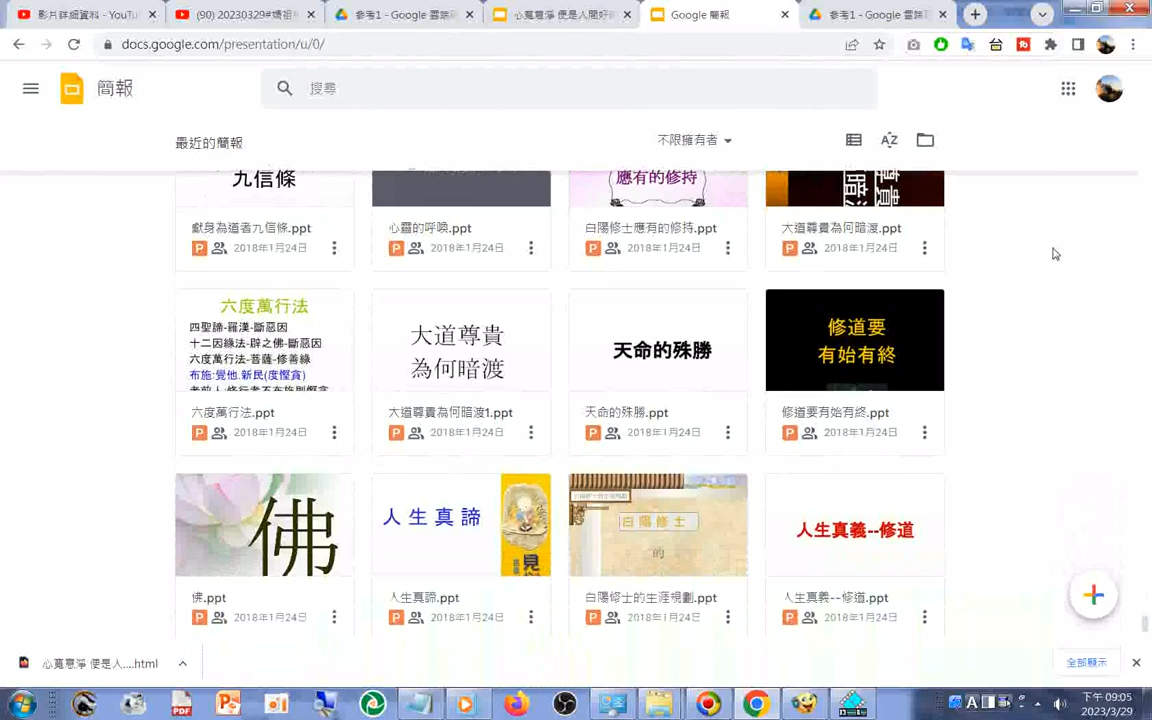 影片詳細資料 - YouTu
(90) 20230329#媽祖
參考1 - Google 雲端
心寬意淨 便是人間好
Google 簡報
參考1 - Google 雲端
docs.google.com/presentation/u/0/
簡報
搜尋
最近的簡報
不限擁有者
九信條
應有的修持
獻身為道者九信條.ppt
心靈的呼喚.ppt
白陽修士應有的修持.ppt
大道尊貴為何暗渡.ppt
2018年1月24日
2018年1月24日
2018年1月24日
2018年1月24日
六度萬行法
四聖諦-羅漢-斷惡因
十二因緣法-辟之佛-斷惡因
六度萬行法-菩薩-修善緣
布施:覺他.新民(度慳貪)
大道尊貴
為何暗渡
天命的殊勝
修道要
有始有終
六度萬行法.ppt
大道尊貴為何暗渡1.ppt
天命的殊勝.ppt
修道要有始有終.ppt
2018年1月24日
2018年1月24日
2018年1月24日
2018年1月24日
佛
人生真諦
白陽修士
的
人生真義--修道
佛.ppt
人生真諦.ppt
白陽修士的生涯規劃.ppt
人生真義--修道.ppt
2018年1月24日
2018年1月24日
2018年1月24日
2018年1月24日
心寬意淨 便是人....html
全部顯示
下午 09:05
2023/3/29